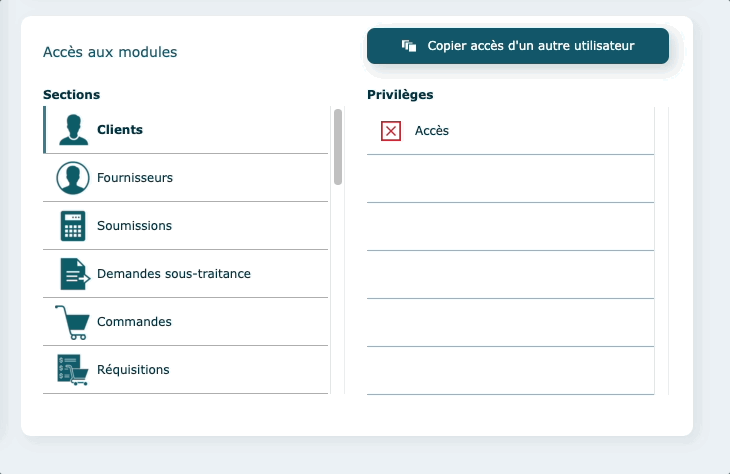 Accès aux modules
Copier accès d'un autre utilisateur
Sections
Privilèges
Clients
Accès
Fournisseurs
Soumissions
Demandes sous-traitance
Commandes
Réquisitions